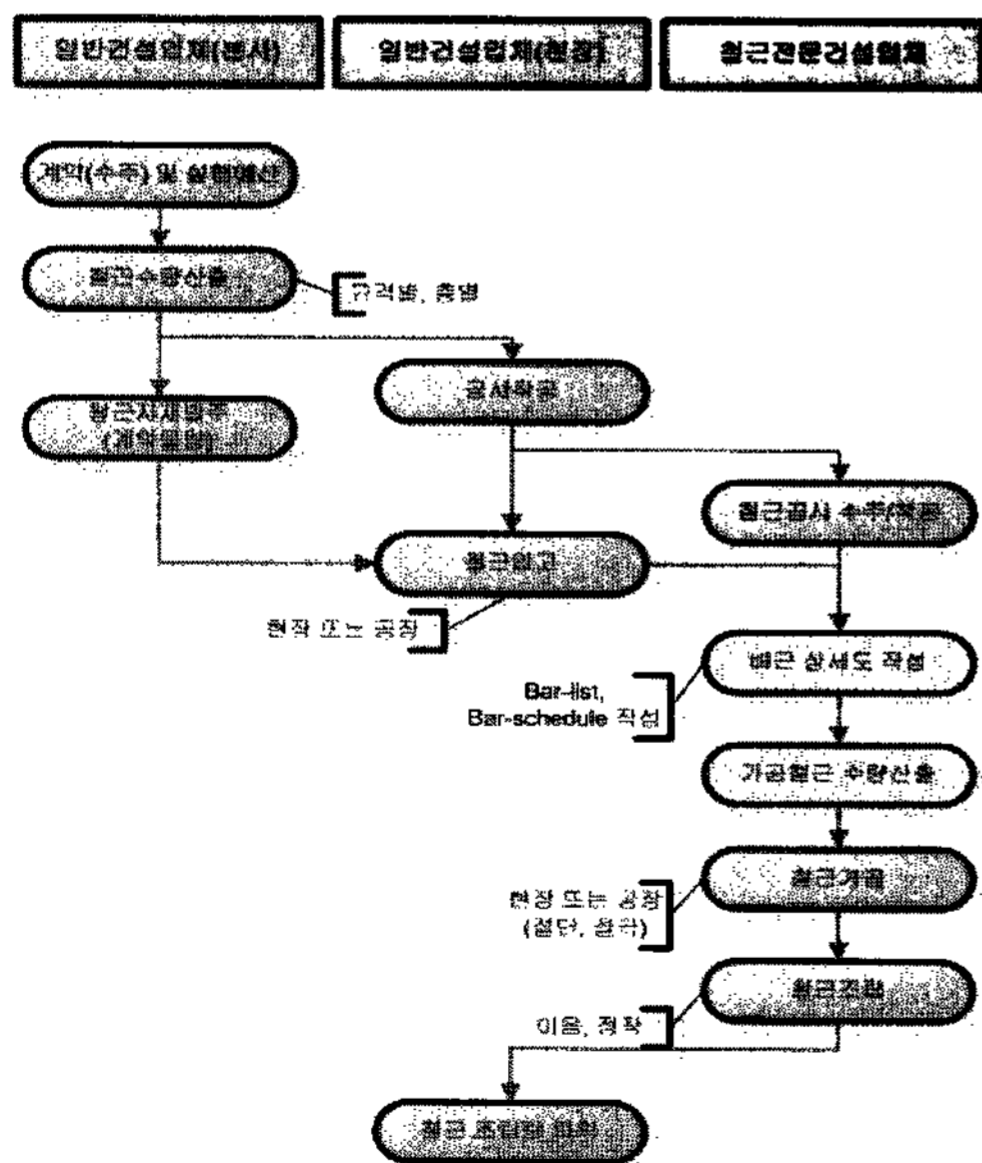 일반건설업체(본사)
일반건설업체(현장)
철근전문건설업체
계약(수주) 및 실행예산
철근수량산출
규격별, 층별
공사착공
철근자재발주
철근공사 수주/착공
철근입고
현장 또는 공장
배근 상세도 작성
Bar-list,
Bar-schedule 작성
가공철근 수량산출
철근가공
현장 또는 공장
(절단, 절곡)
철근조립
이음, 정착
철근 조립